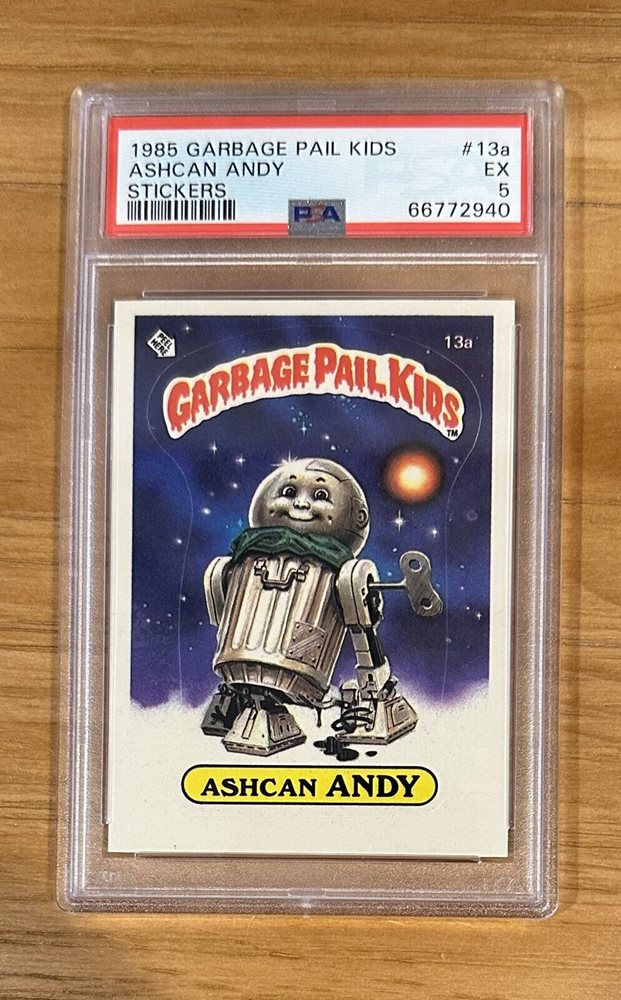 1985 GARBAGE PAIL KIDS #13a
ASHCAN ANDY EX
STICKERS 5
PSA 66772940
13a
GARBAGE PAIL KIDS
TM
ASHCAN ANDY